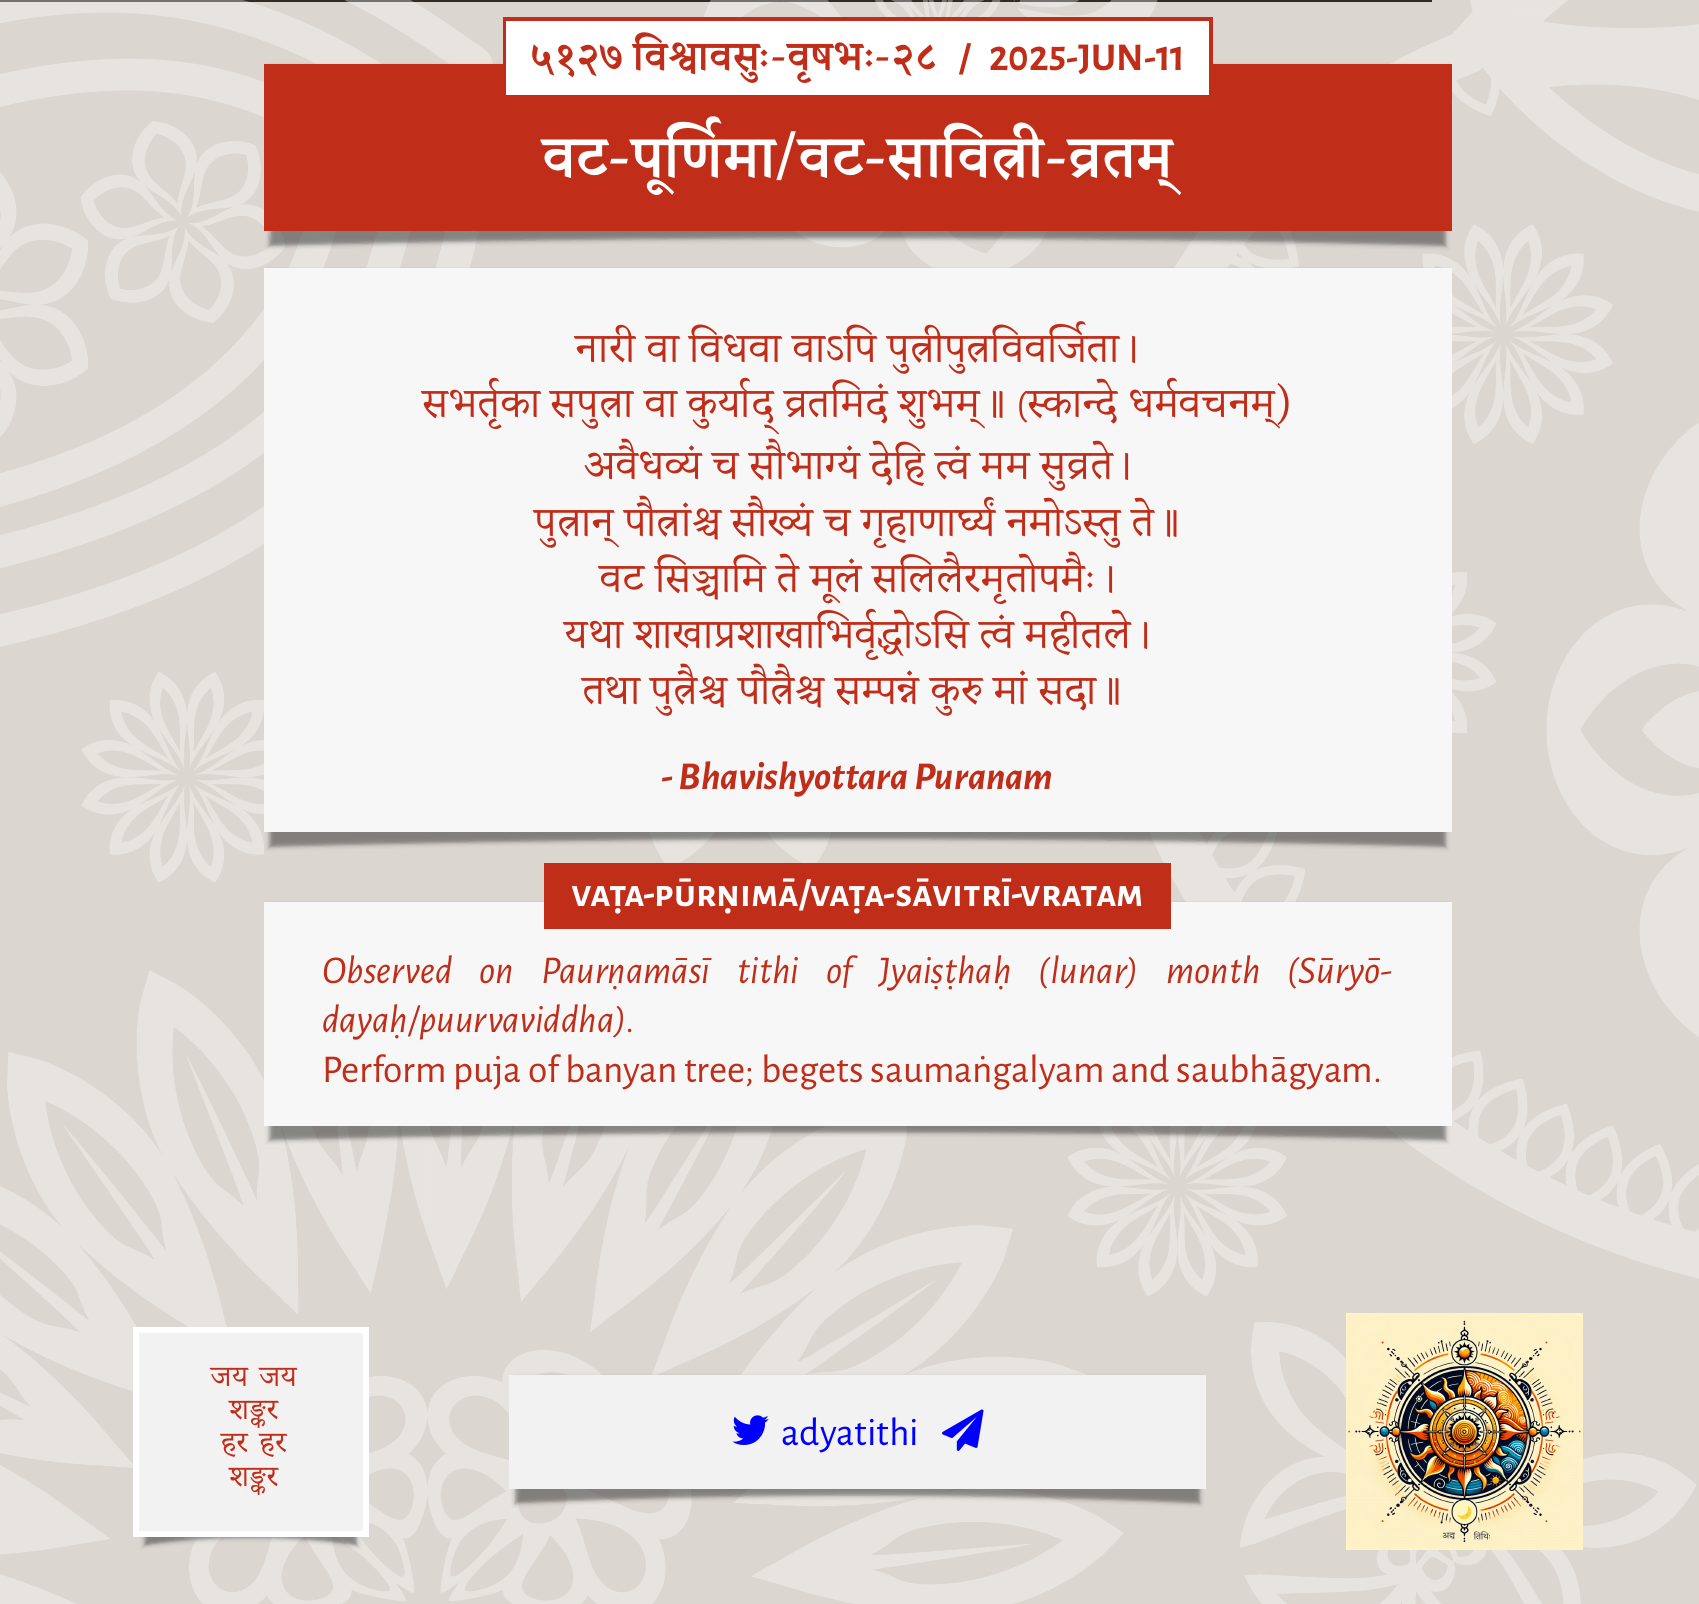 ५१२७ विश्वावसुः-वृषभः-२८ / 2025-JUN-11
वट-पूर्णिमा/वट-सावित्री-व्रतम्
नारी वा विधवा वाऽपि पुत्रीपुत्रविवर्जिता।
सभर्तृका सपुत्रा वा कुर्याद् व्रतमिदं शुभम्॥ (स्कान्दे धर्मवचनम्)
अवैधव्यं च सौभाग्यं देहि त्वं मम सुव्रते।
पुत्रान् पौत्रांश्च सौख्यं च गृहाणार्घ्यं नमोऽस्तु ते॥
वट सिञ्चामि ते मूलं सलिलैरमृतोपमैः।
यथा शाखाप्रशाखाभिर्वृद्धोऽसि त्वं महीतले।
तथा पुत्रैश्च पौत्रैश्च सम्पन्नं कुरु मां सदा॥
- Bhavishyottara Puranam
VAṬA-PŪRṆIMĀ/VAṬA-SĀVITRĪ-VRATAM
Observed on Paurṇamāsī tithi of Jyaiṣṭhaḥ (lunar) month (Sūryō-
dayaḥ/puurvaviddha).
Perform puja of banyan tree; begets saumaṅgalyam and saubhāgyam.
जय जय
शङ्कर
हर हर
शङ्कर
adyatithi
अद्य तिथिः